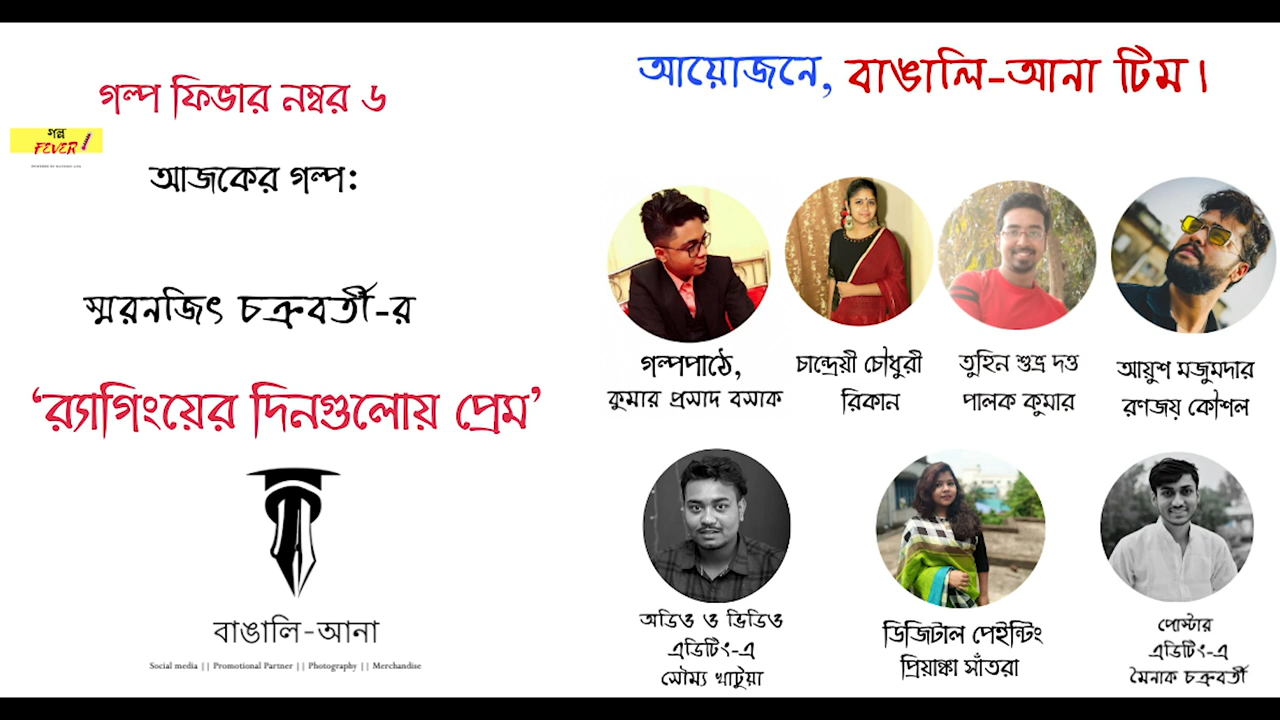 গল্প ফিভার নম্বর ৬
গল্প
FEVER!
আজকের গল্প:
স্মরনজিৎ চক্রবর্তী-র
‘র‍্যাগিংয়ের দিনগুলোয় প্রেম’
বাঙালি-আনা
Social media || Promotional Partner || Photography || Merchandise
আয়োজনে, বাঙালি-আনা টিম।
গল্পপাঠে,
কুমার প্রসাদ বসাক
চান্দ্রেয়ী চৌধুরী
রিকান
তুহিন শুভ্র দত্ত
পালক কুমার
আয়ুশ মজুমদার
রণজয় কৌশল
অডিও ও ভিডিও
এডিটিং-এ
সৌম্য খাটুয়া
ডিজিটাল পেইন্টিং
প্রিয়াঙ্কা সাঁতরা
পোস্টার
এডিটিং-এ
মৈনাক চক্রবর্তী